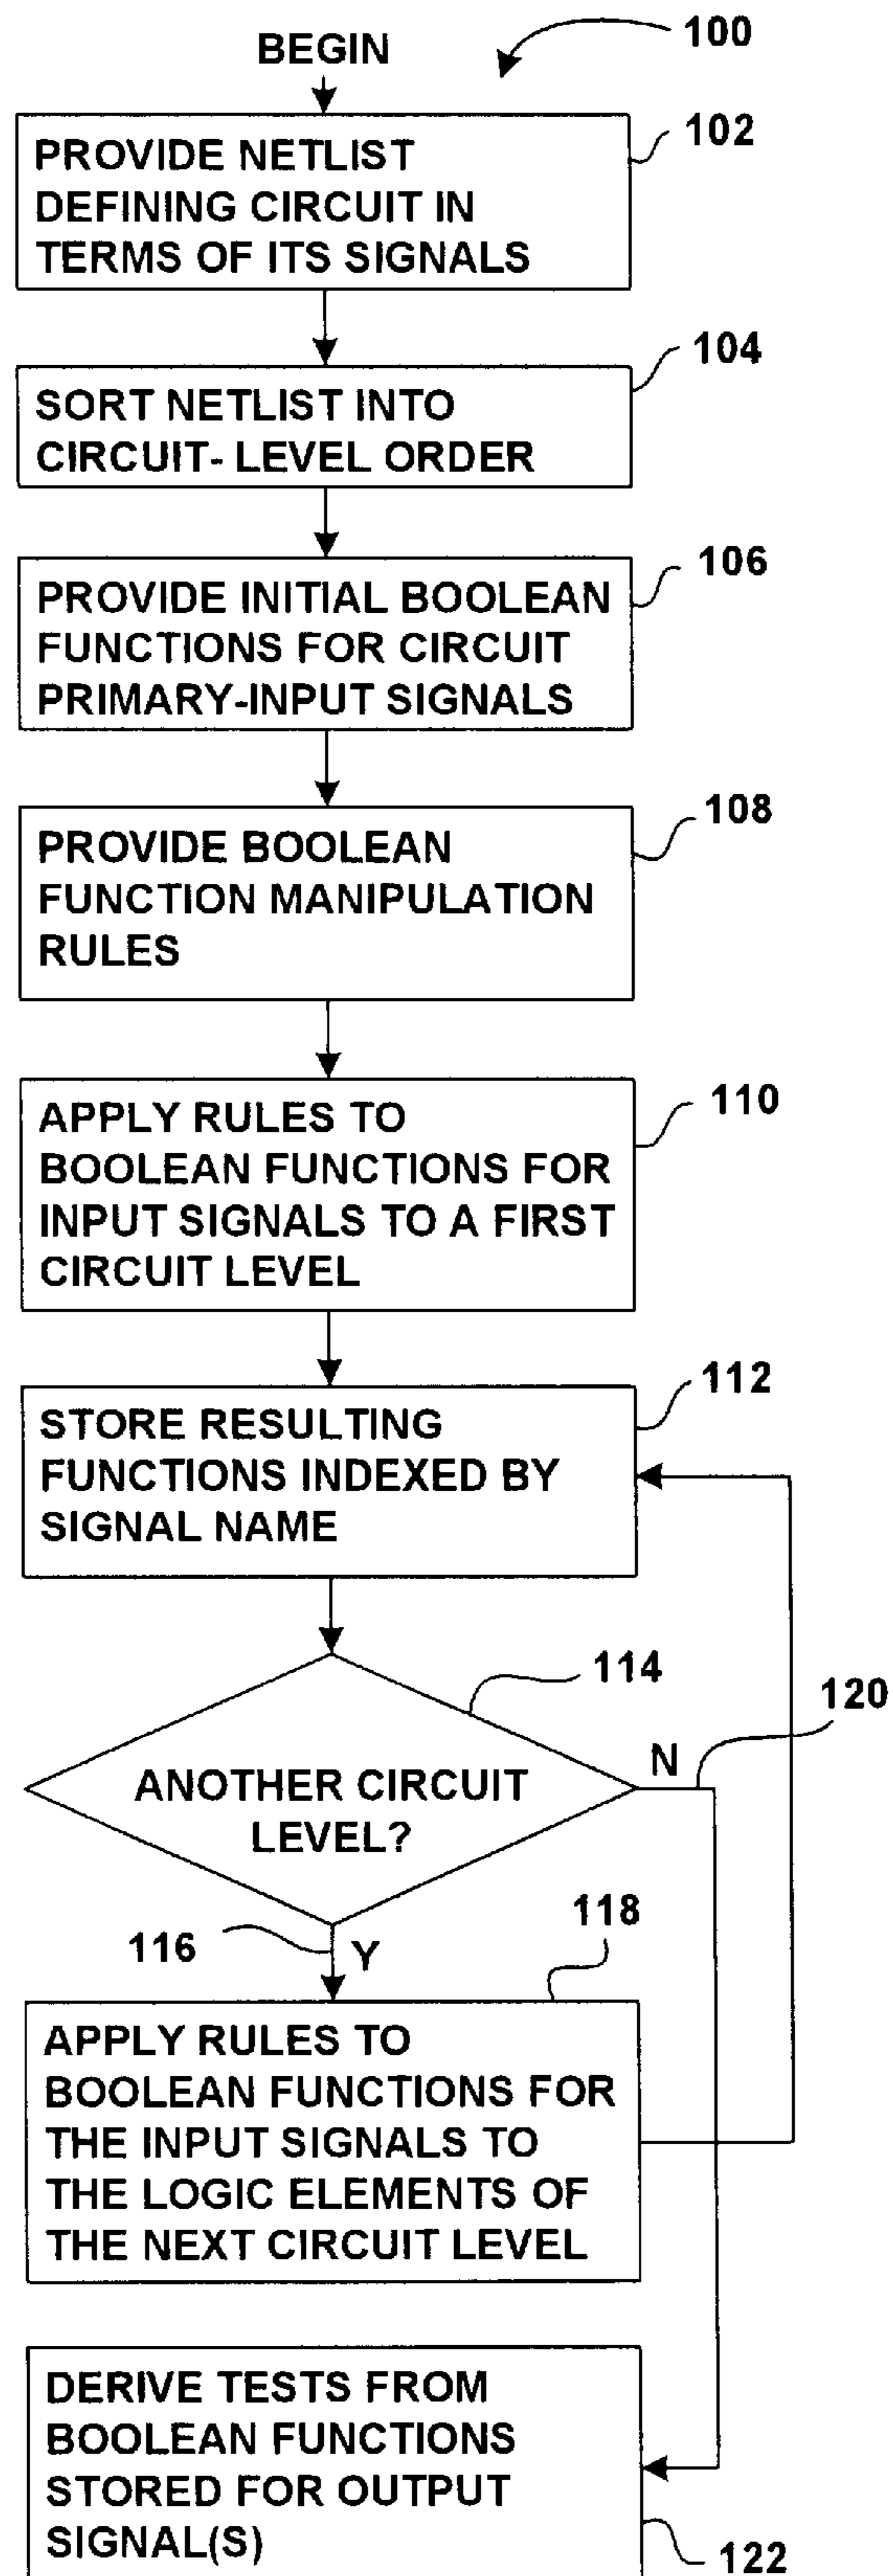 BEGIN
100
PROVIDE NETLIST
DEFINING CIRCUIT IN
TERMS OF ITS SIGNALS
102
SORT NETLIST INTO
CIRCUIT- LEVEL ORDER
104
PROVIDE INITIAL BOOLEAN
FUNCTIONS FOR CIRCUIT
PRIMARY-INPUT SIGNALS
106
PROVIDE BOOLEAN
FUNCTION MANIPULATION
RULES
108
APPLY RULES TO
BOOLEAN FUNCTIONS FOR
INPUT SIGNALS TO A FIRST
CIRCUIT LEVEL
110
STORE RESULTING
FUNCTIONS INDEXED BY
SIGNAL NAME
112
ANOTHER CIRCUIT
LEVEL?
114
N
120
116
Y
118
APPLY RULES TO
BOOLEAN FUNCTIONS FOR
THE INPUT SIGNALS TO
THE LOGIC ELEMENTS OF
THE NEXT CIRCUIT LEVEL
DERIVE TESTS FROM
BOOLEAN FUNCTIONS
STORED FOR OUTPUT
SIGNAL(S)
122